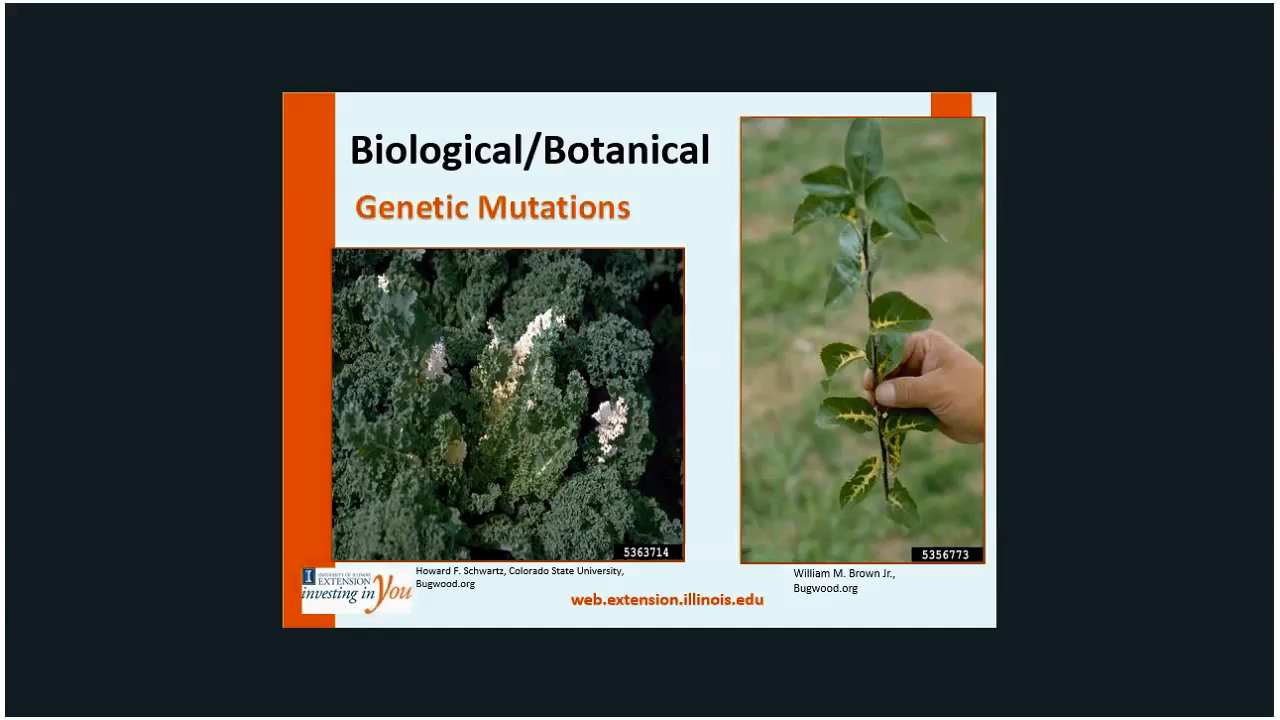 Biological/Botanical
Genetic Mutations
5363714
5356773
Howard F. Schwartz, Colorado State University,
Bugwood.org
William M. Brown Jr.,
Bugwood.org
I
UNIVERSITY OF ILLINOIS
EXTENSION
investing in You
web.extension.illinois.edu